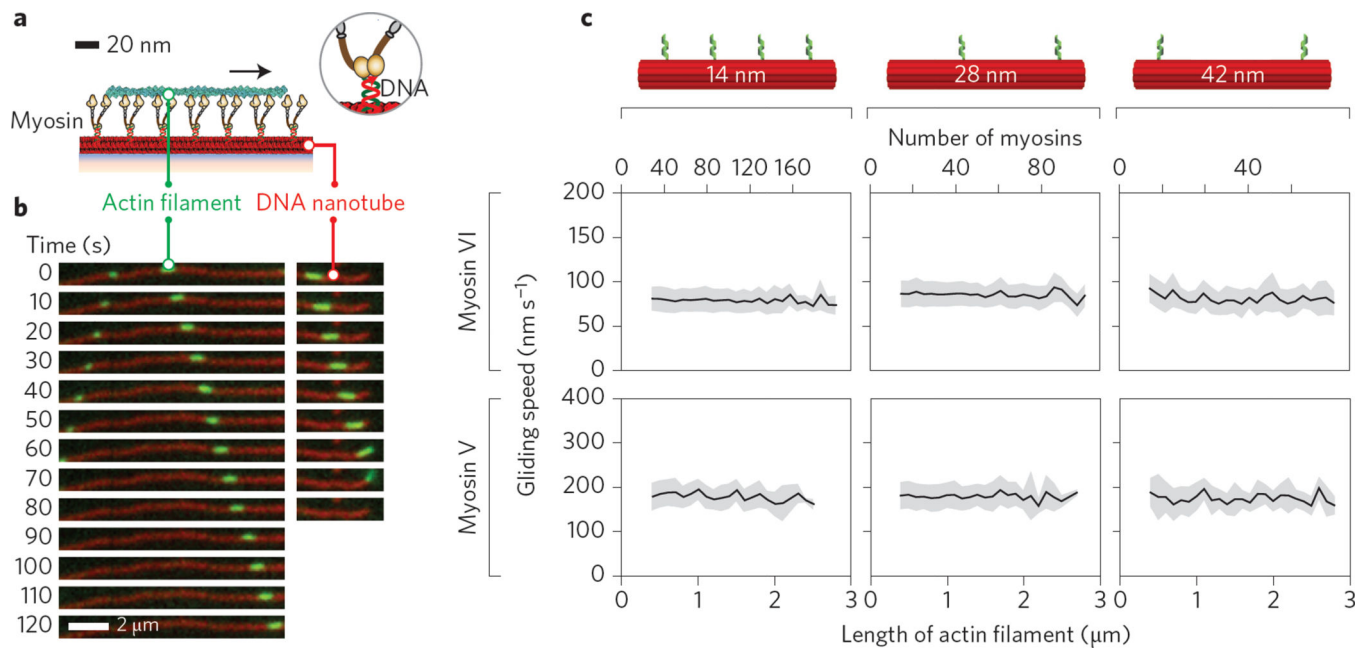 a
20 nm
DNA
Myosin
Actin filament DNA nanotube
b
Time (s)
0
10
20
30
40
50
60
70
80
90
100
110
120
2 μm
c
14 nm 28 nm 42 nm
Number of myosins
0 40 80 120 160 0 40 80 0 40
Myosin VI
Myosin V
Gliding speed (nm s⁻¹)
200
150
100
50
0
400
300
200
100
0
0 1 2 3 0 1 2 3 0 1 2 3
Length of actin filament (μm)